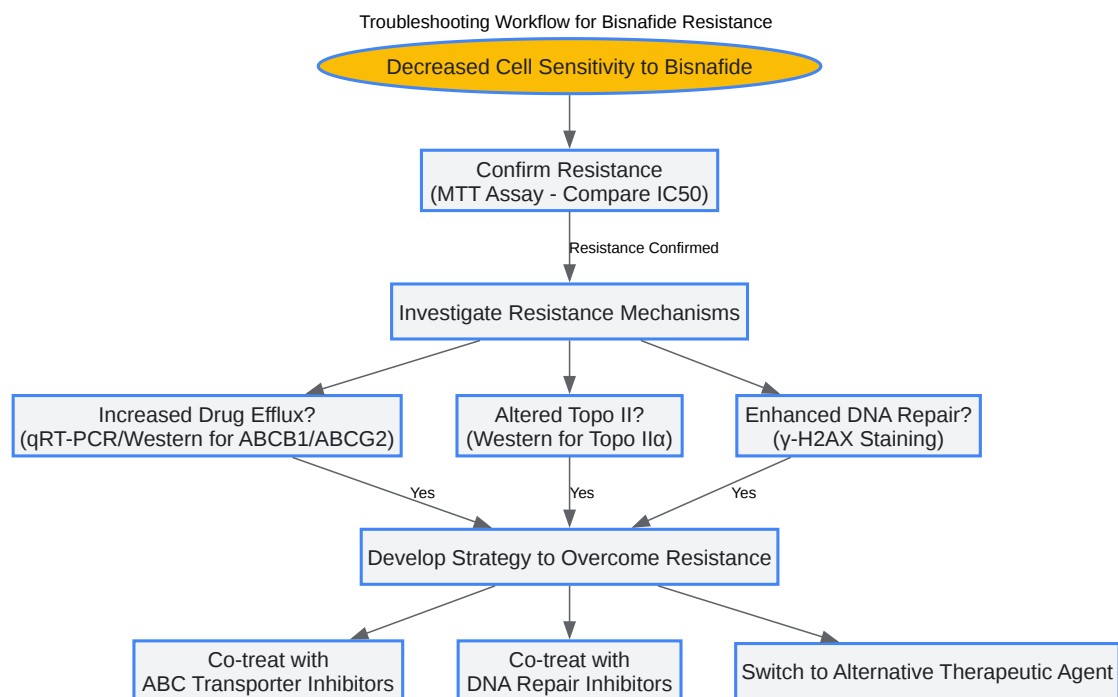 Troubleshooting Workflow for Bisnafide Resistance
Decreased Cell Sensitivity to Bisnafide
Confirm Resistance
(MTT Assay - Compare IC50)
Resistance Confirmed
Investigate Resistance Mechanisms
Increased Drug Efflux?
(qRT-PCR/Western for ABCB1/ABCG2)
Altered Topo II?
(Western for Topo IIα)
Enhanced DNA Repair?
(γ-H2AX Staining)
Yes
Yes
Yes
Develop Strategy to Overcome Resistance
Co-treat with
ABC Transporter Inhibitors
Co-treat with
DNA Repair Inhibitors
Switch to Alternative Therapeutic Agent